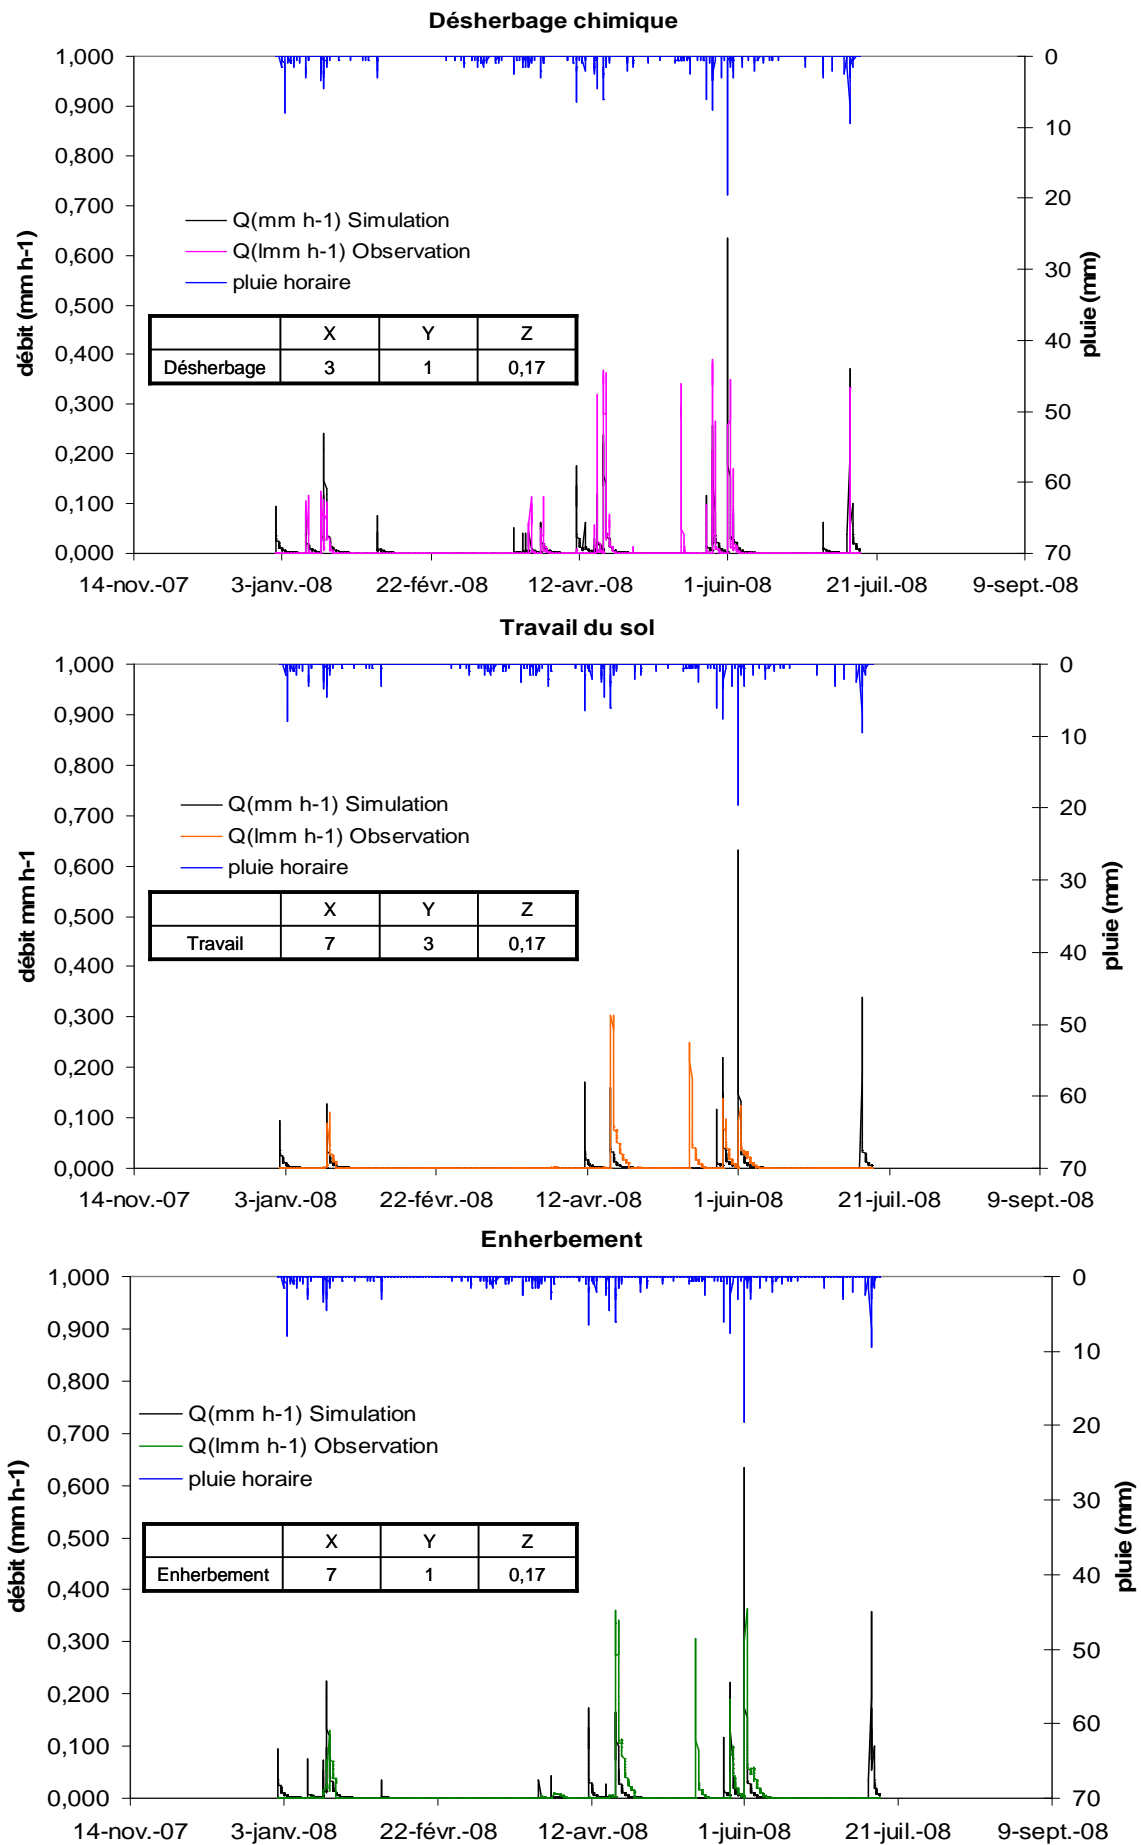 Désherbage chimique
1,000
0,900
0,800
0,700
0,600
0,500
0,400
0,300
0,200
0,100
0,000
débit (mm h-1)
0
10
20
30
40
50
60
70
pluie (mm)
Q(mm h-1) Simulation
Q(lmm h-1) Observation
pluie horaire
X Y Z
Désherbage 3 1 0,17
14-nov.-07 3-janv.-08 22-févr.-08 12-avr.-08 1-juin-08 21-juil.-08 9-sept.-08
Travail du sol
1,000
0,900
0,800
0,700
0,600
0,500
0,400
0,300
0,200
0,100
0,000
débit mm h-1
0
10
20
30
40
50
60
70
pluie (mm)
Q(mm h-1) Simulation
Q(lmm h-1) Observation
pluie horaire
X Y Z
Travail 7 3 0,17
14-nov.-07 3-janv.-08 22-févr.-08 12-avr.-08 1-juin-08 21-juil.-08 9-sept.-08
Enherbement
1,000
0,900
0,800
0,700
0,600
0,500
0,400
0,300
0,200
0,100
0,000
débit (mm h-1)
0
10
20
30
40
50
60
70
pluie (mm)
Q(mm h-1) Simulation
Q(lmm h-1) Observation
pluie horaire
X Y Z
Enherbement 7 1 0,17
14-nov.-07 3-janv.-08 22-févr.-08 12-avr.-08 1-juin-08 21-juil.-08 9-sept.-08